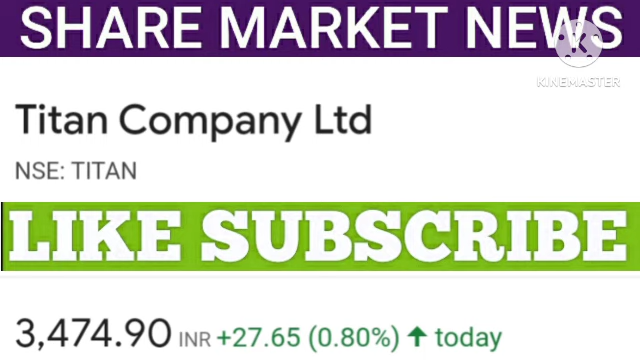 SHARE MARKET NEWS
K
KINEMASTER
Titan Company Ltd
NSE: TITAN
LIKE SUBSCRIBE
3,474.90 INR +27.65 (0.80%) ↑ today